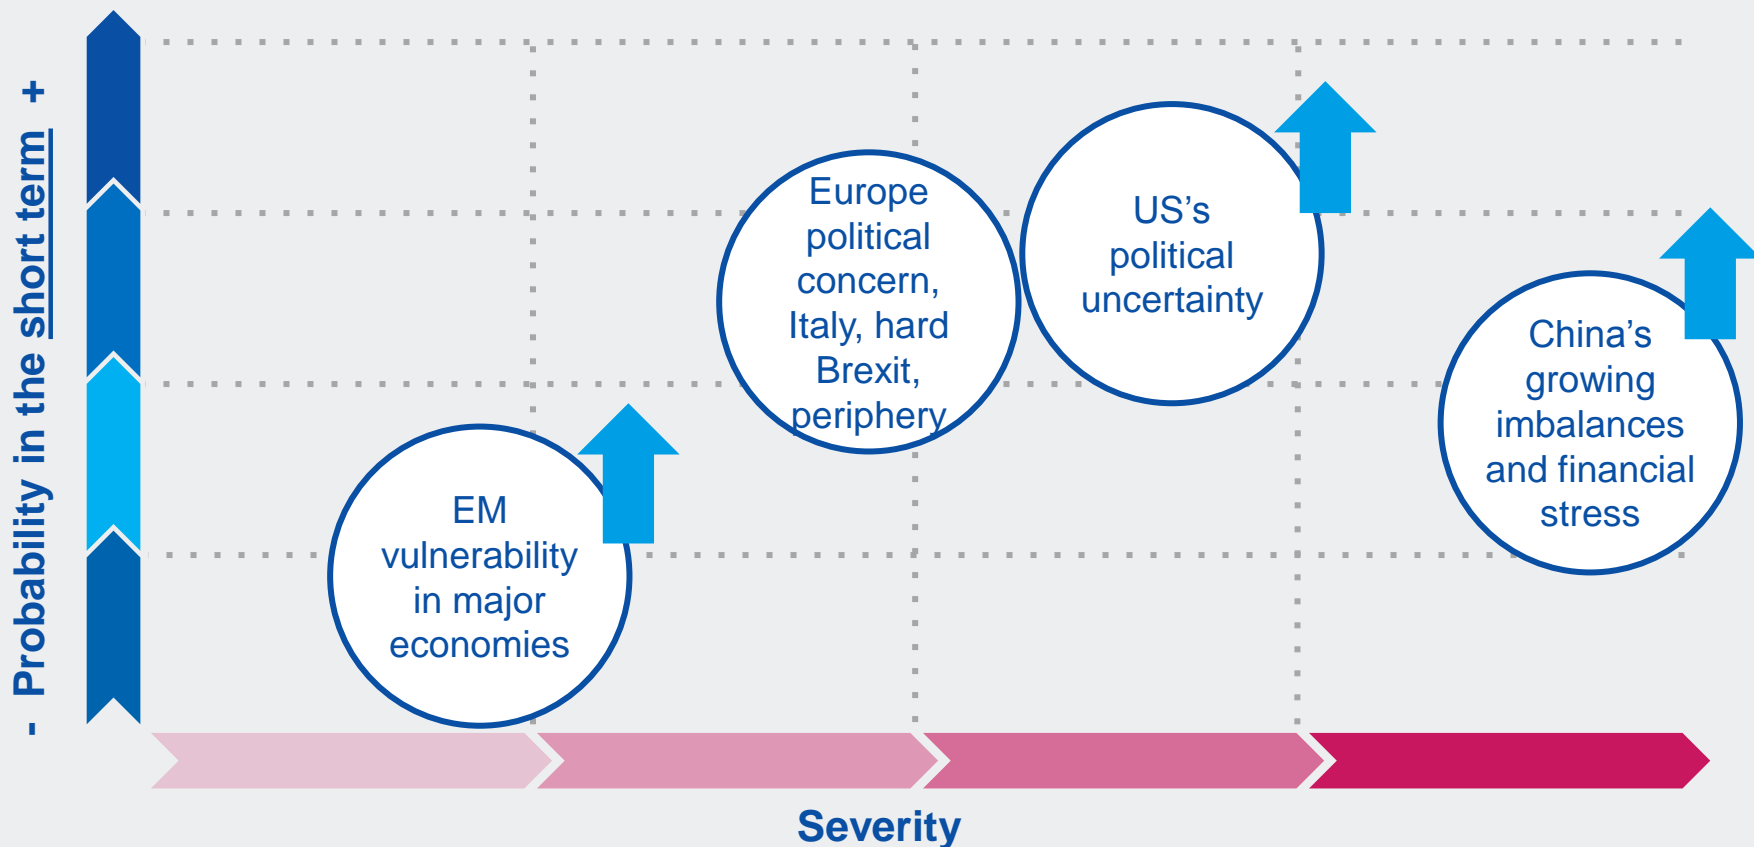 - Probability in the short term +
Europe
political
concern,
Italy, hard
Brexit,
periphery
US’s
political
uncertainty
China’s
growing
imbalances
and financial
stress
EM
vulnerability
in major
economies
Severity